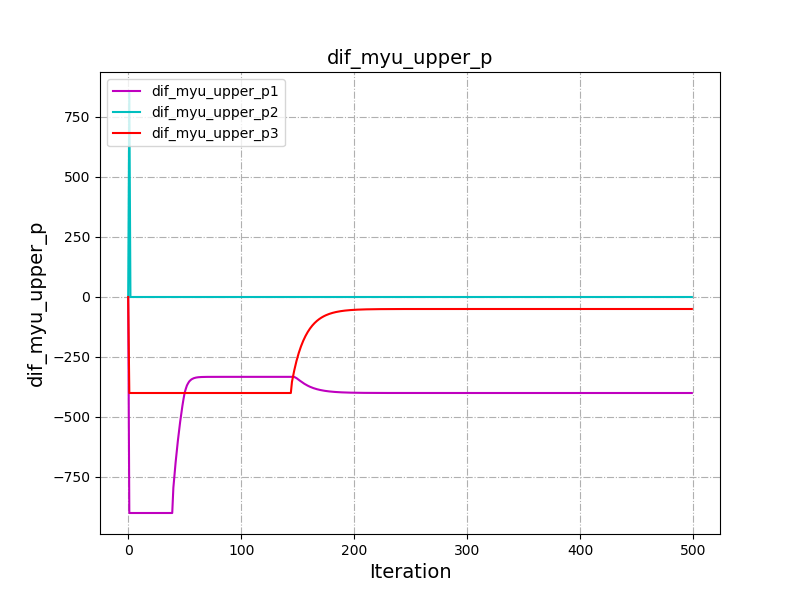 dif_myu_upper_p
dif_myu_upper_p1
dif_myu_upper_p2
dif_myu_upper_p3
750
500
250
0
−250
−500
−750
dif_myu_upper_p
0 100 200 300 400 500
Iteration